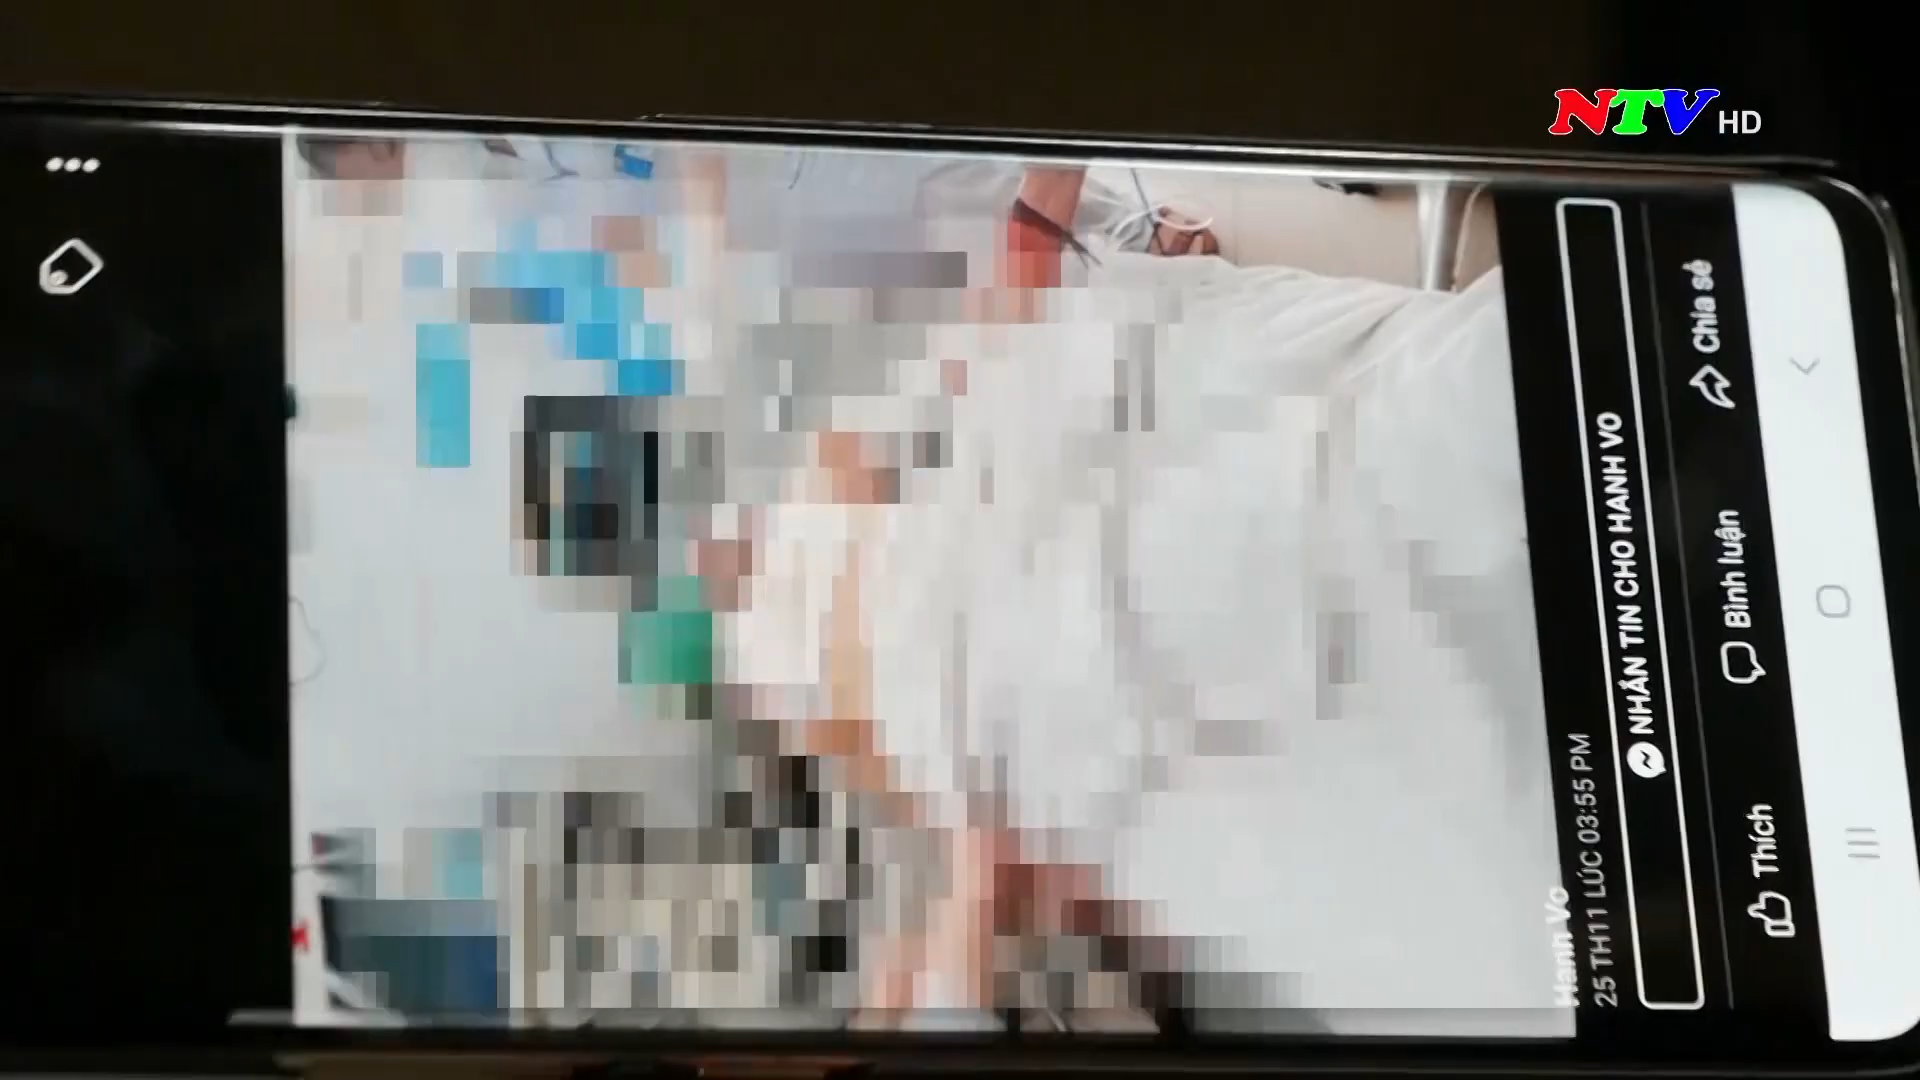 NTV HD
Hanh Vo
25 TH11 LÚC 03:55 PM
NHẮN TIN CHO HANH VO
Thích
Bình luận
Chia sẻ